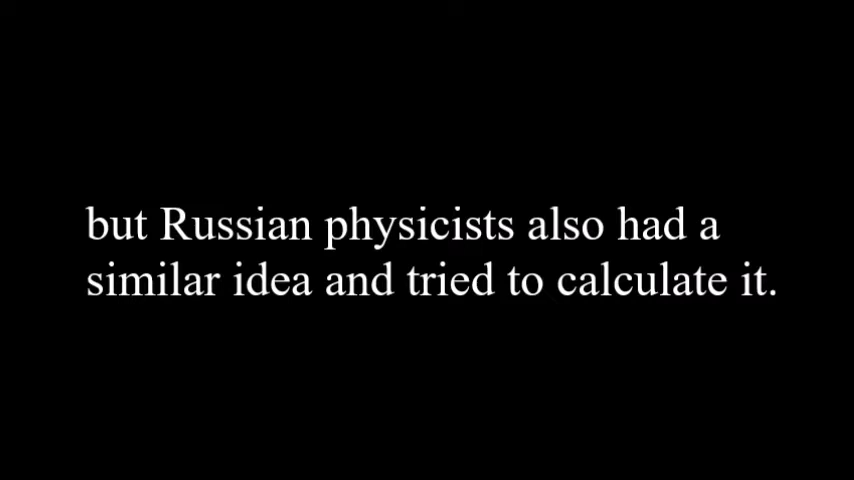 but Russian physicists also had a
similar idea and tried to calculate it.